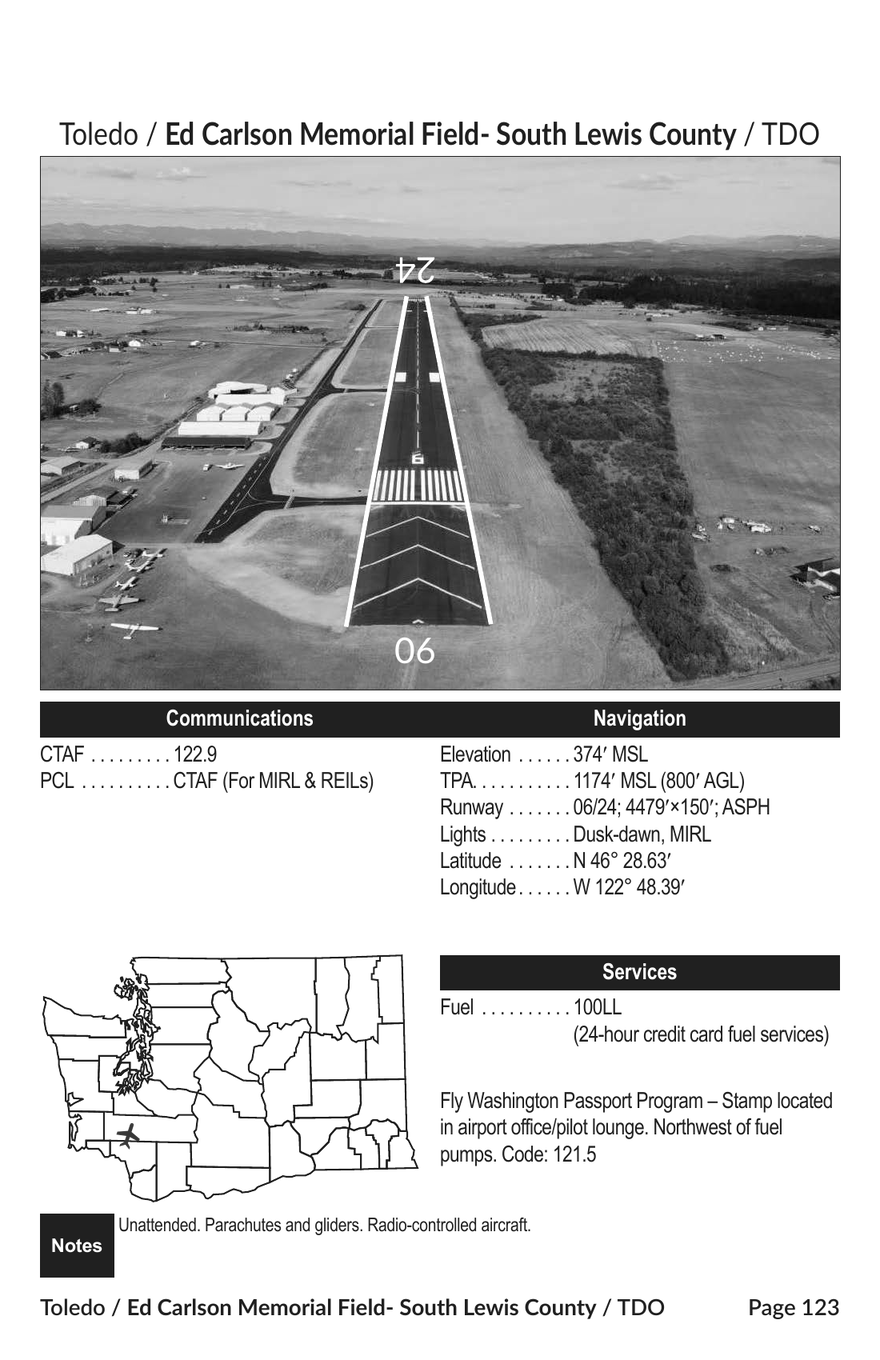 Toledo / Ed Carlson Memorial Field- South Lewis County / TDO
24
6
06
Communications
CTAF . . . . . . . . . 122.9
PCL . . . . . . . . . . CTAF (For MIRL & REILs)
Navigation
Elevation . . . . . . 374′ MSL
TPA. . . . . . . . . . . 1174′ MSL (800′ AGL)
Runway . . . . . . . 06/24; 4479′×150′; ASPH
Lights . . . . . . . . . Dusk-dawn, MIRL
Latitude . . . . . . . N 46° 28.63′
Longitude . . . . . . W 122° 48.39′
Services
Fuel . . . . . . . . . . 100LL
(24-hour credit card fuel services)
Fly Washington Passport Program – Stamp located
in airport office/pilot lounge. Northwest of fuel
pumps. Code: 121.5
Notes
Unattended. Parachutes and gliders. Radio-controlled aircraft.
Toledo / Ed Carlson Memorial Field- South Lewis County / TDO
Page 123